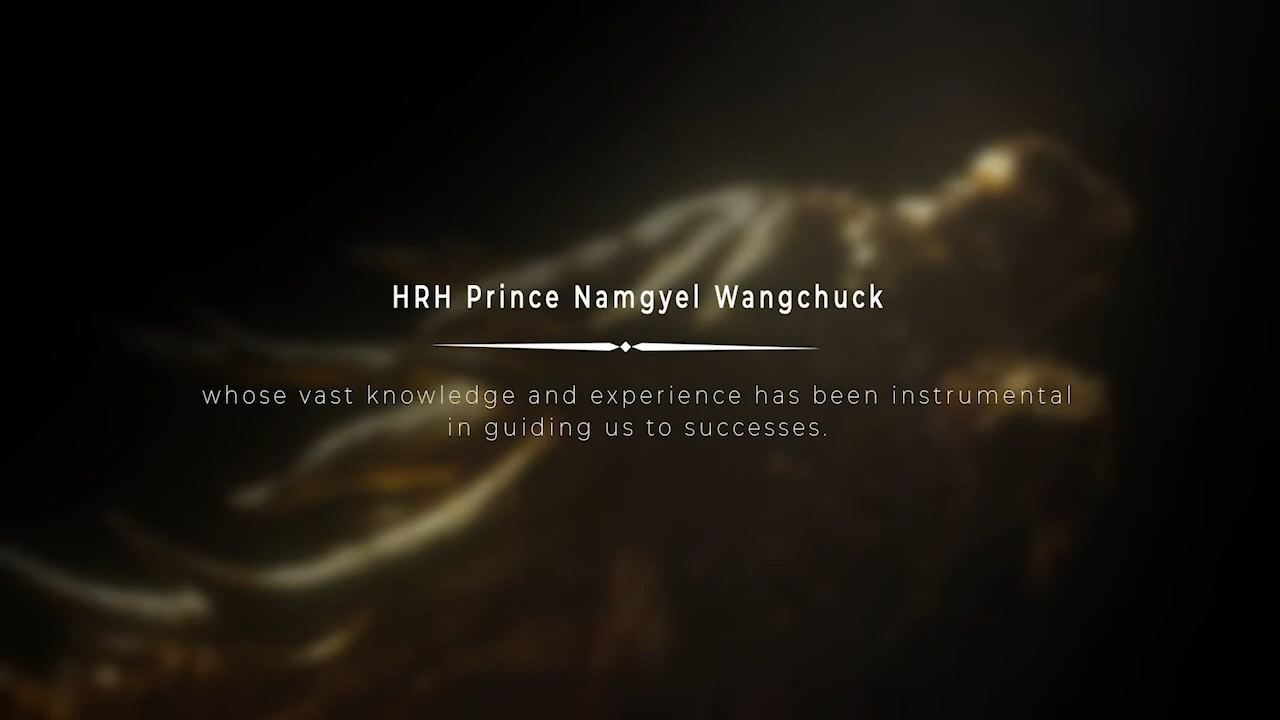 HRH Prince Namgyel Wangchuck
whose vast knowledge and experience has been instrumental
in guiding us to successes.